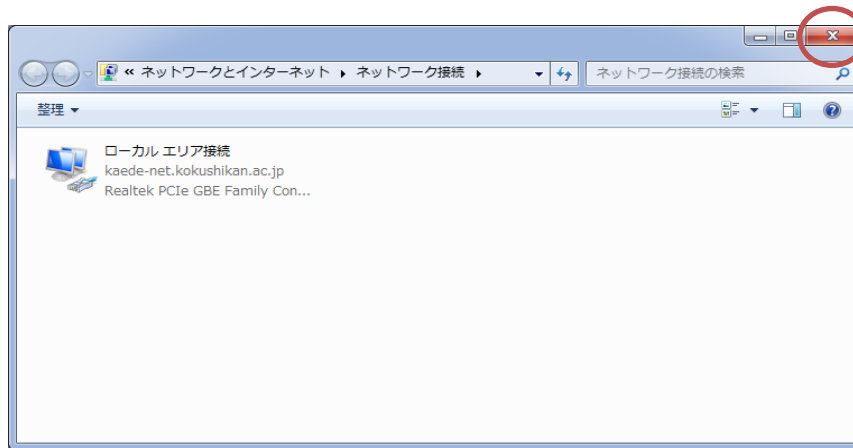 « ネットワークとインターネット ▸ ネットワーク接続 ▸
ネットワーク接続の検索
整理 ▼
ローカル エリア接続
kaede-net.kokushikan.ac.jp
Realtek PCIe GBE Family Con...